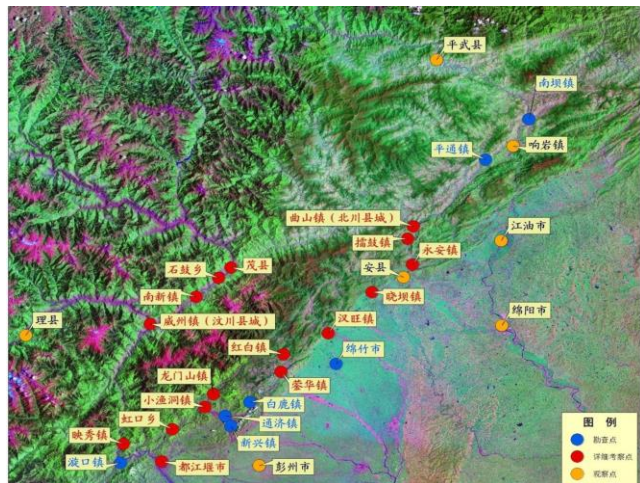 平武县
南坝镇
响岩镇
平通镇
曲山镇（北川县城）
江油市
擂鼓镇
永安镇
石鼓乡
茂县
安县
南新镇
晓坝镇
威州镇（汶川县城）
理县
汉旺镇
绵阳市
红白镇
绵竹市
龙门山镇
蓥华镇
小渔洞镇
白鹿镇
虹口乡
通济镇
映秀镇
新兴镇
漩口镇
都江堰市
彭州市
图 例
勘查点
详细考察点
观察点